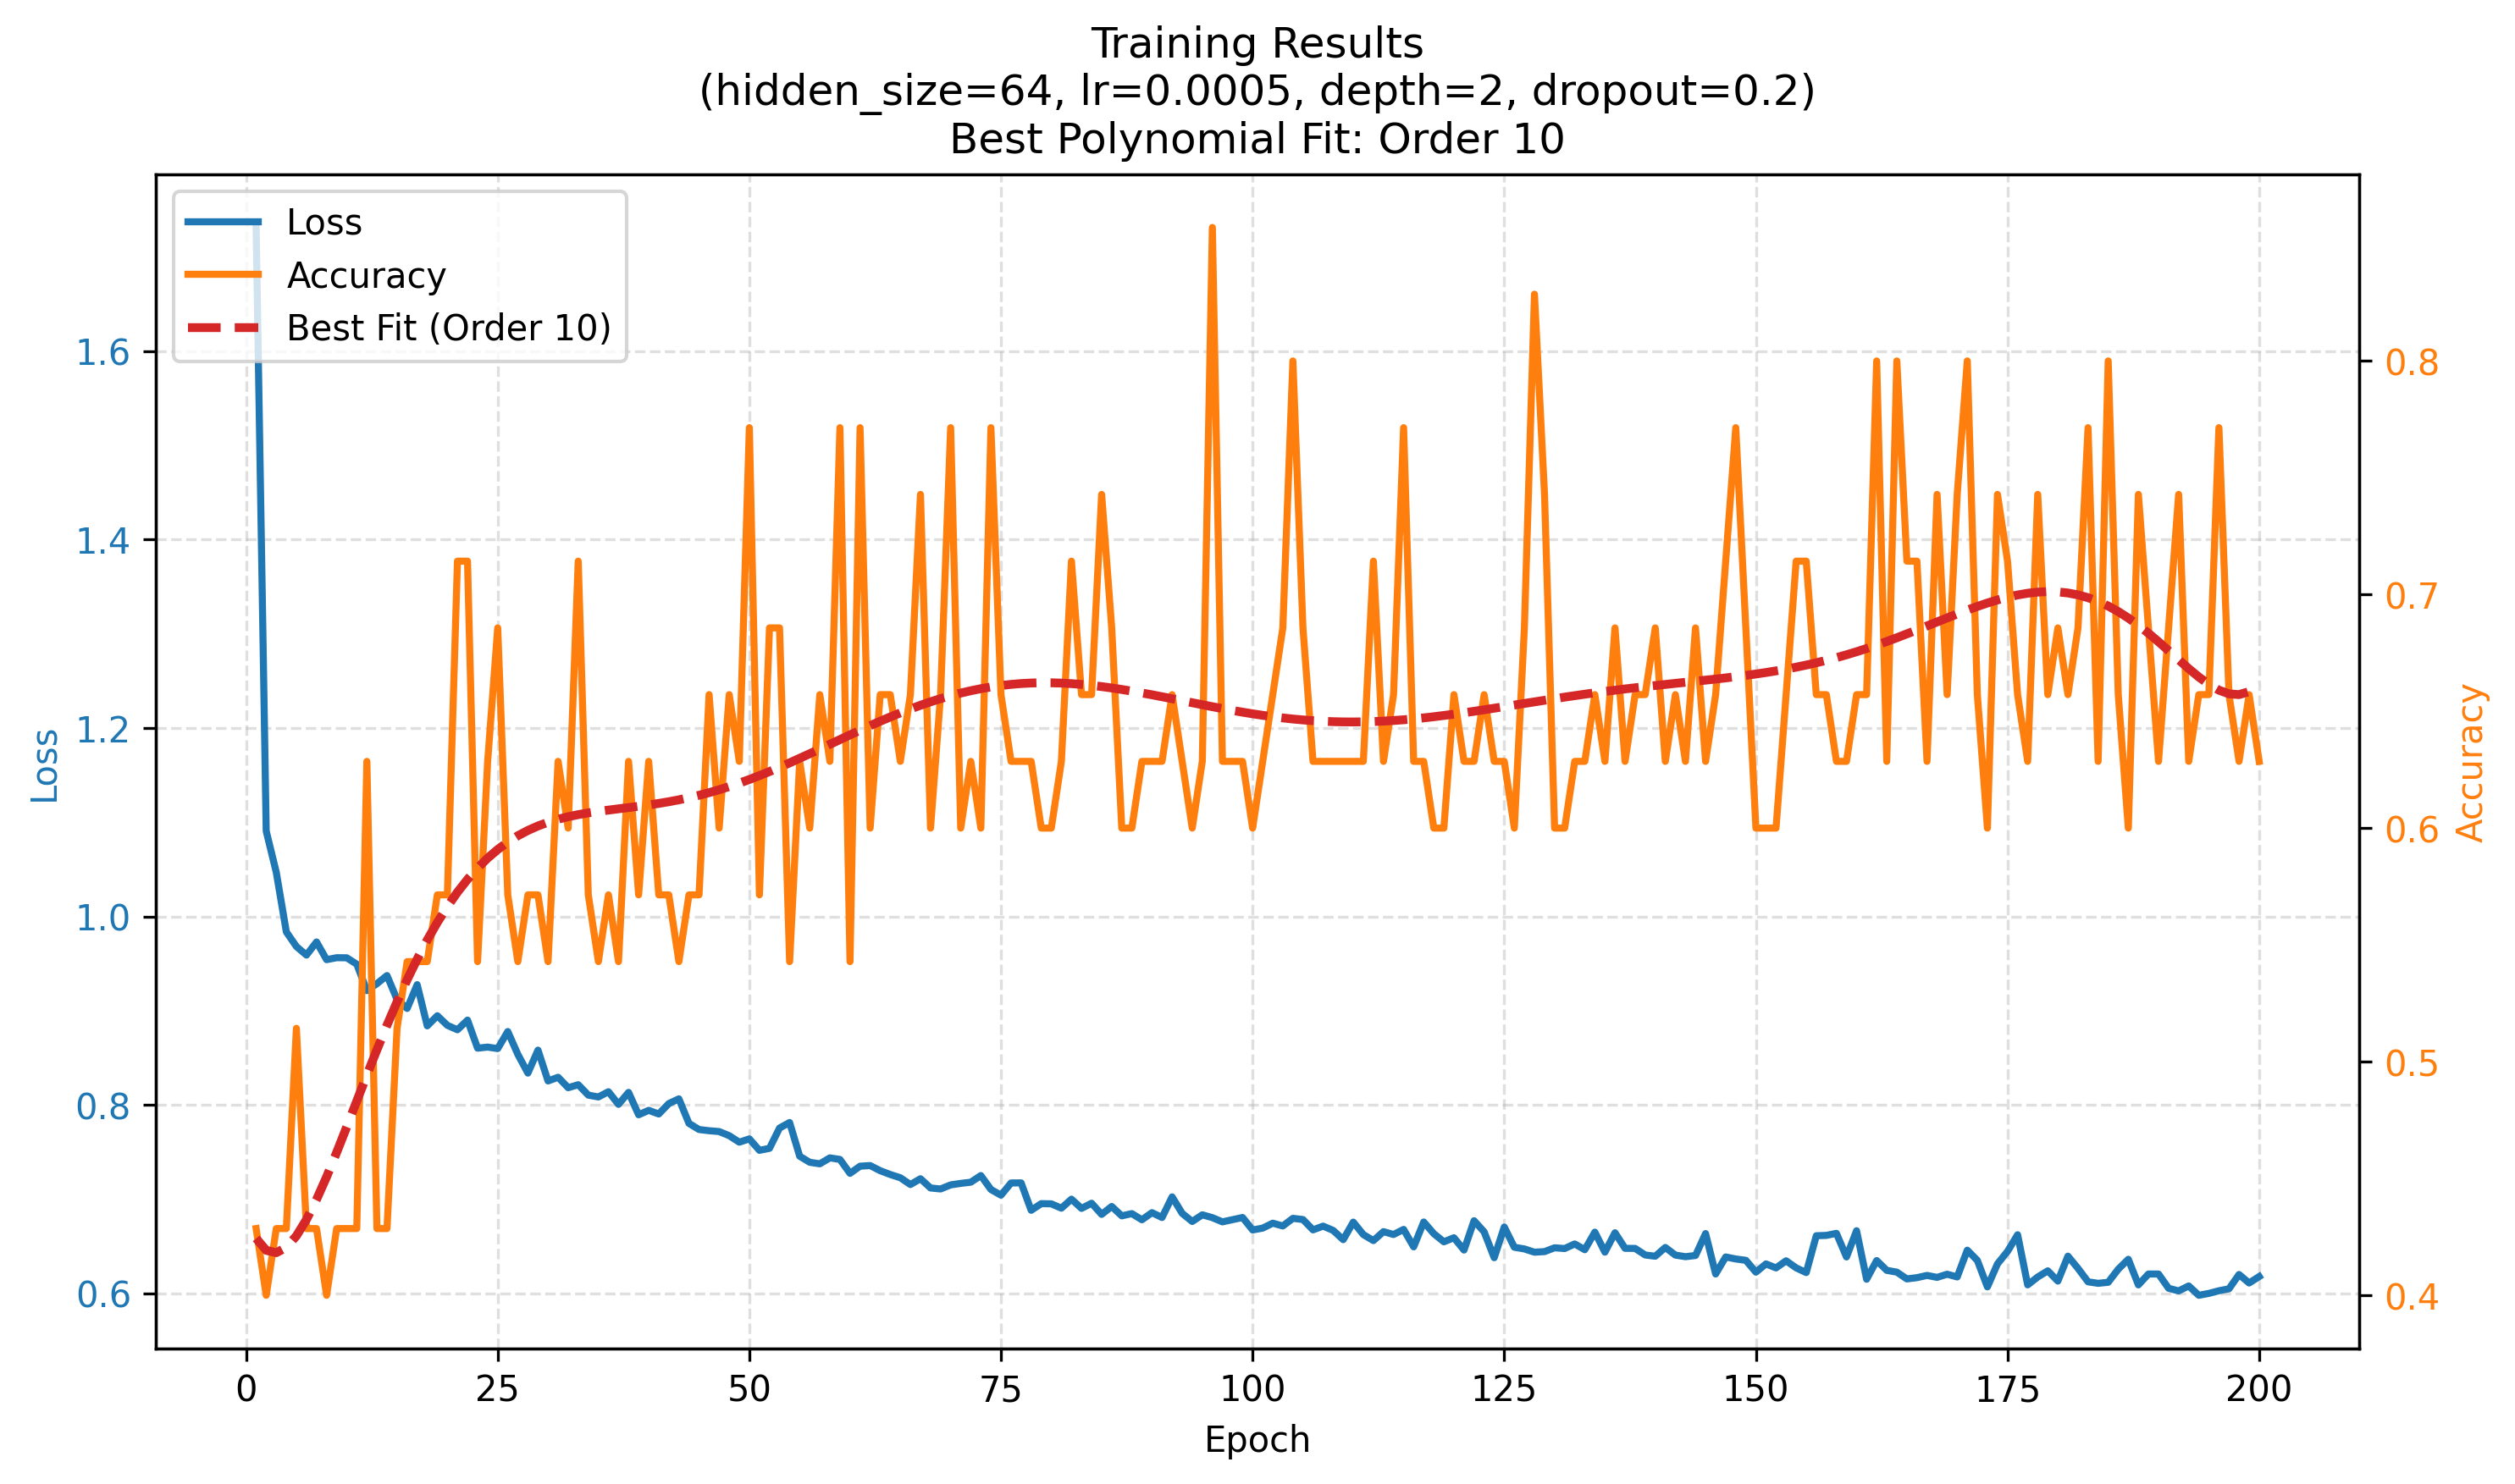 Training Results
(hidden_size=64, lr=0.0005, depth=2, dropout=0.2)
Best Polynomial Fit: Order 10
Loss
Accuracy
Best Fit (Order 10)
1.6
1.4
1.2
1.0
0.8
0.6
Loss
0.8
0.7
0.6
0.5
0.4
Accuracy
0 25 50 75 100 125 150 175 200
Epoch